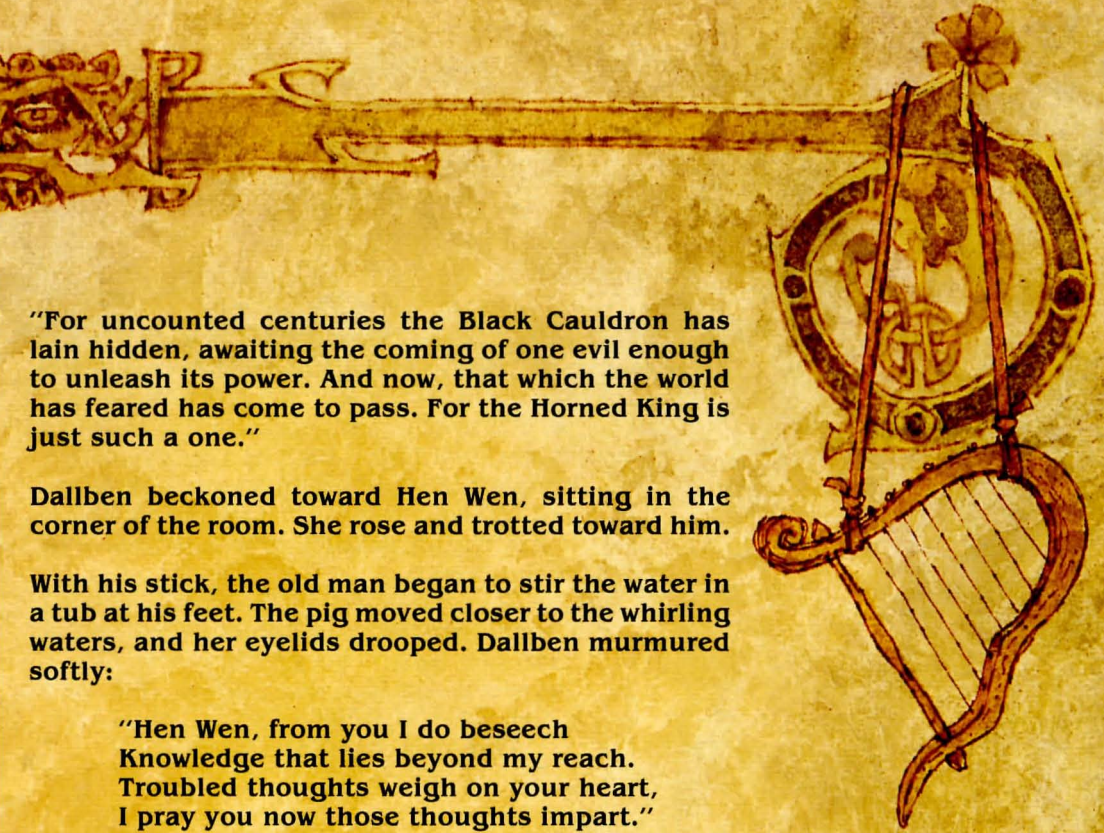 "For uncounted centuries the Black Cauldron has
lain hidden, awaiting the coming of one evil enough
to unleash its power. And now, that which the world
has feared has come to pass. For the Horned King is
just such a one."
Dallben beckoned toward Hen Wen, sitting in the
corner of the room. She rose and trotted toward him.
With his stick, the old man began to stir the water in
a tub at his feet. The pig moved closer to the whirling
waters, and her eyelids drooped. Dallben murmured
softly:
"Hen Wen, from you I do beseech
Knowledge that lies beyond my reach.
Troubled thoughts weigh on your heart,
I pray you now those thoughts impart."